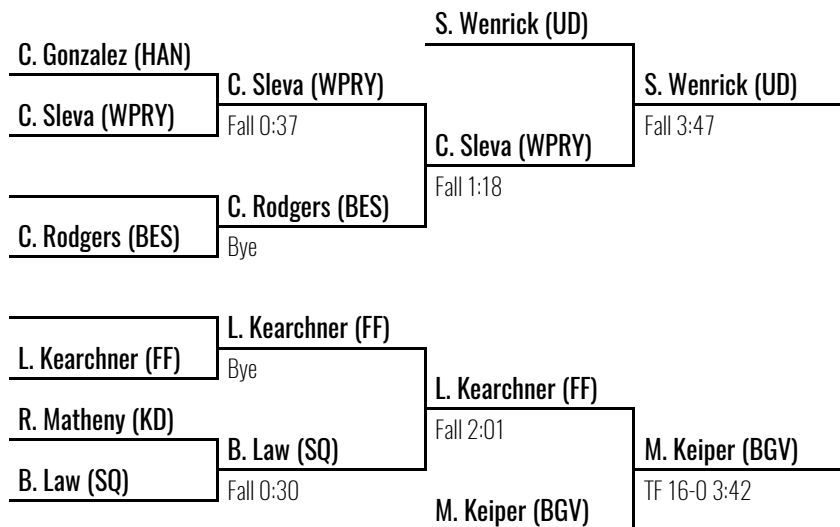 S. Wenrick (UD)
C. Gonzalez (HAN)
C. Sleva (WPRY)
S. Wenrick (UD)
C. Sleva (WPRY)
Fall 0:37
Fall 3:47
C. Sleva (WPRY)
Fall 1:18
C. Rodgers (BES)
C. Rodgers (BES)
Bye
L. Kearchner (FF)
L. Kearchner (FF)
Bye
L. Kearchner (FF)
R. Matheny (KD)
Fall 2:01
B. Law (SQ)
M. Keiper (BGV)
B. Law (SQ)
Fall 0:30
TF 16-0 3:42
M. Keiper (BGV)